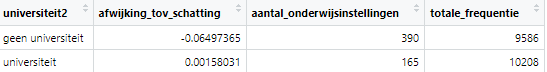 universiteit2 afwijking_tov_schatting aantal_onderwijsinstellingen totale_frequentie
geen universiteit -0.06497365 390 9586
universiteit 0.00158031 165 10208